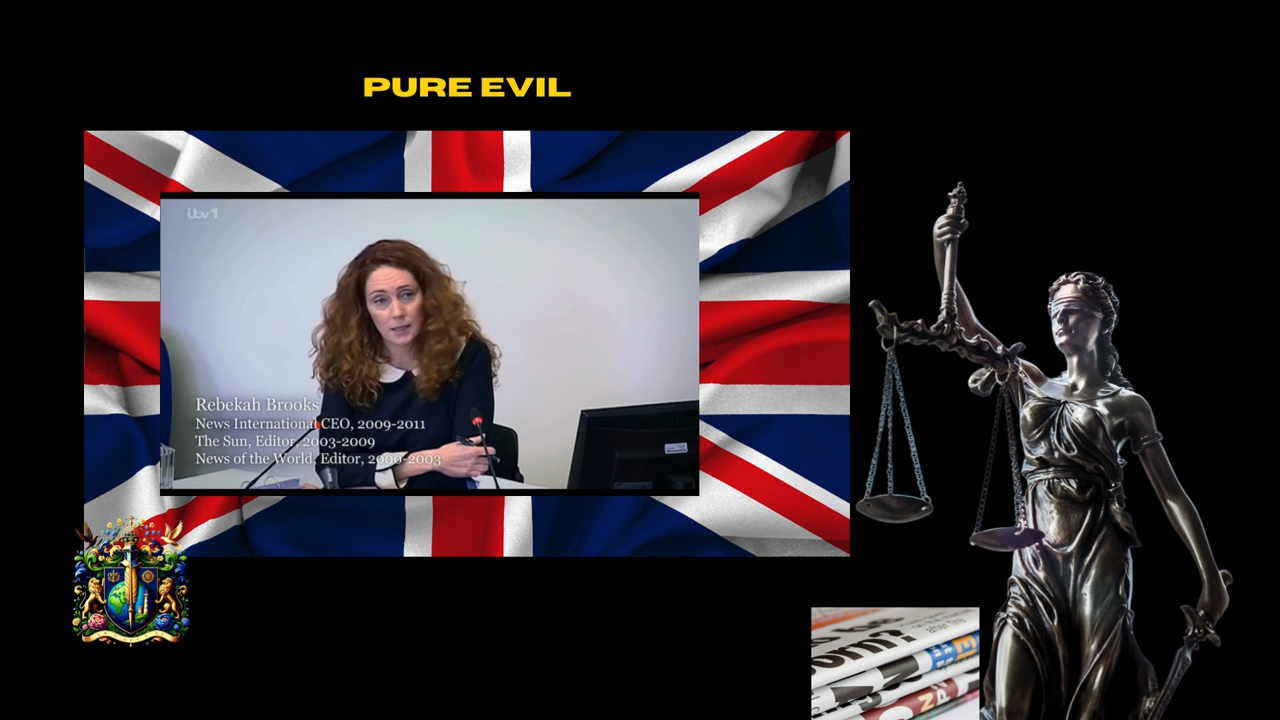 PURE EVIL
itv1
Rebekah Brooks
News International CEO, 2009-2011
The Sun, Editor, 2003-2009
News of the World, Editor, 2000-2003